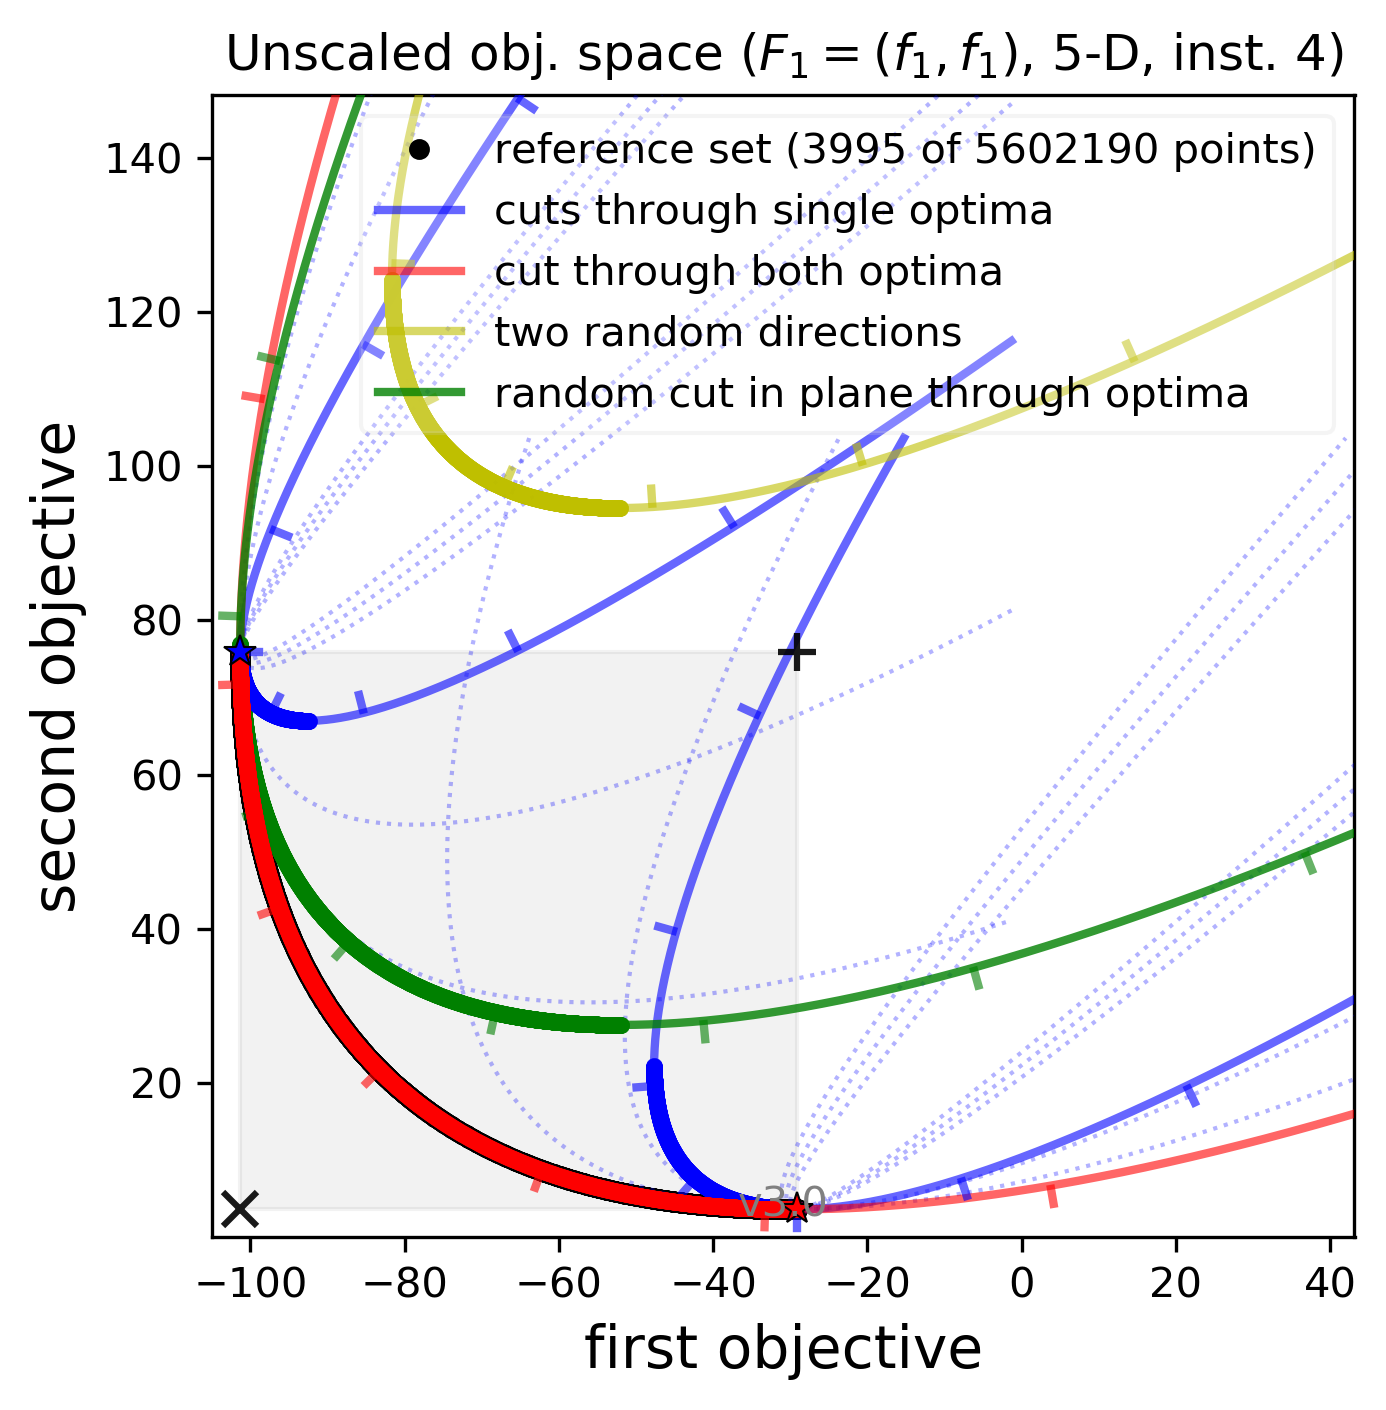 Unscaled obj. space (F₁ = (f₁, f₁), 5-D, inst. 4)
reference set (3995 of 5602190 points)
cuts through single optima
cut through both optima
two random directions
random cut in plane through optima
second objective
140
120
100
80
60
40
20
v3.0
−100
−80
−60
−40
−20
0
20
40
first objective